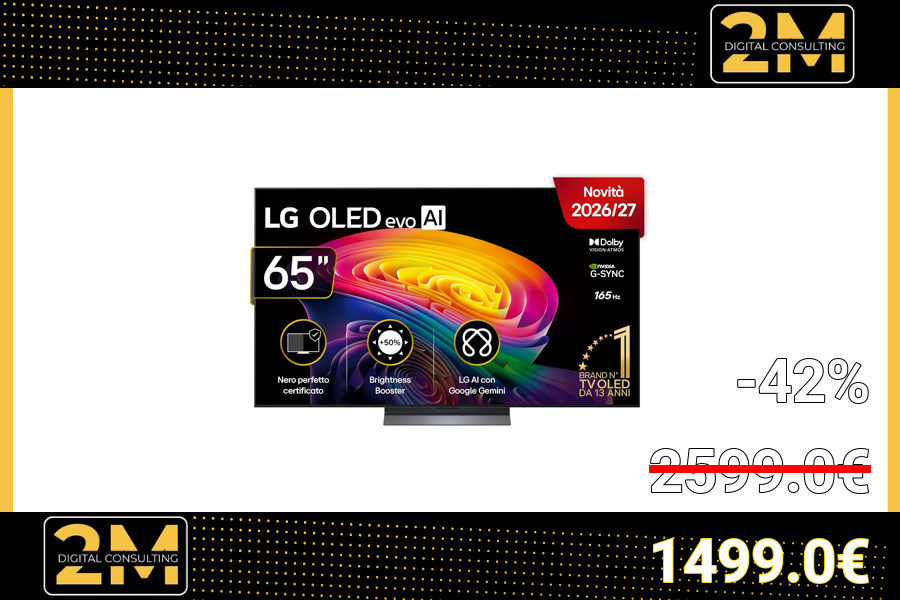 2M
DIGITAL CONSULTING
Novità
2026/27
LG OLED evo AI
Dolby
VISION·ATMOS
65"
NVIDIA
G-SYNC
165Hz
+50%
1
Nero perfetto
certificato
Brightness
Booster
LG AI con
Google Gemini
BRAND N°
TV OLED
DA 13 ANNI
-42%
2599.0€
2M
DIGITAL CONSULTING
1499.0€